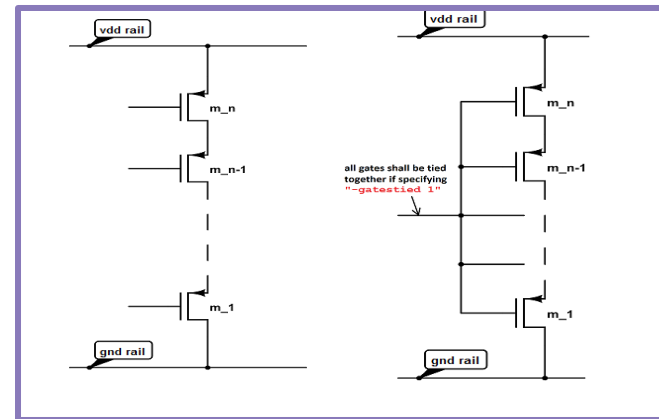 vdd rail
m_n
m_n-1
m_1
gnd rail
vdd rail
m_n
m_n-1
all gates shall be tied
together if specifying
"-gatestied 1"
m_1
gnd rail